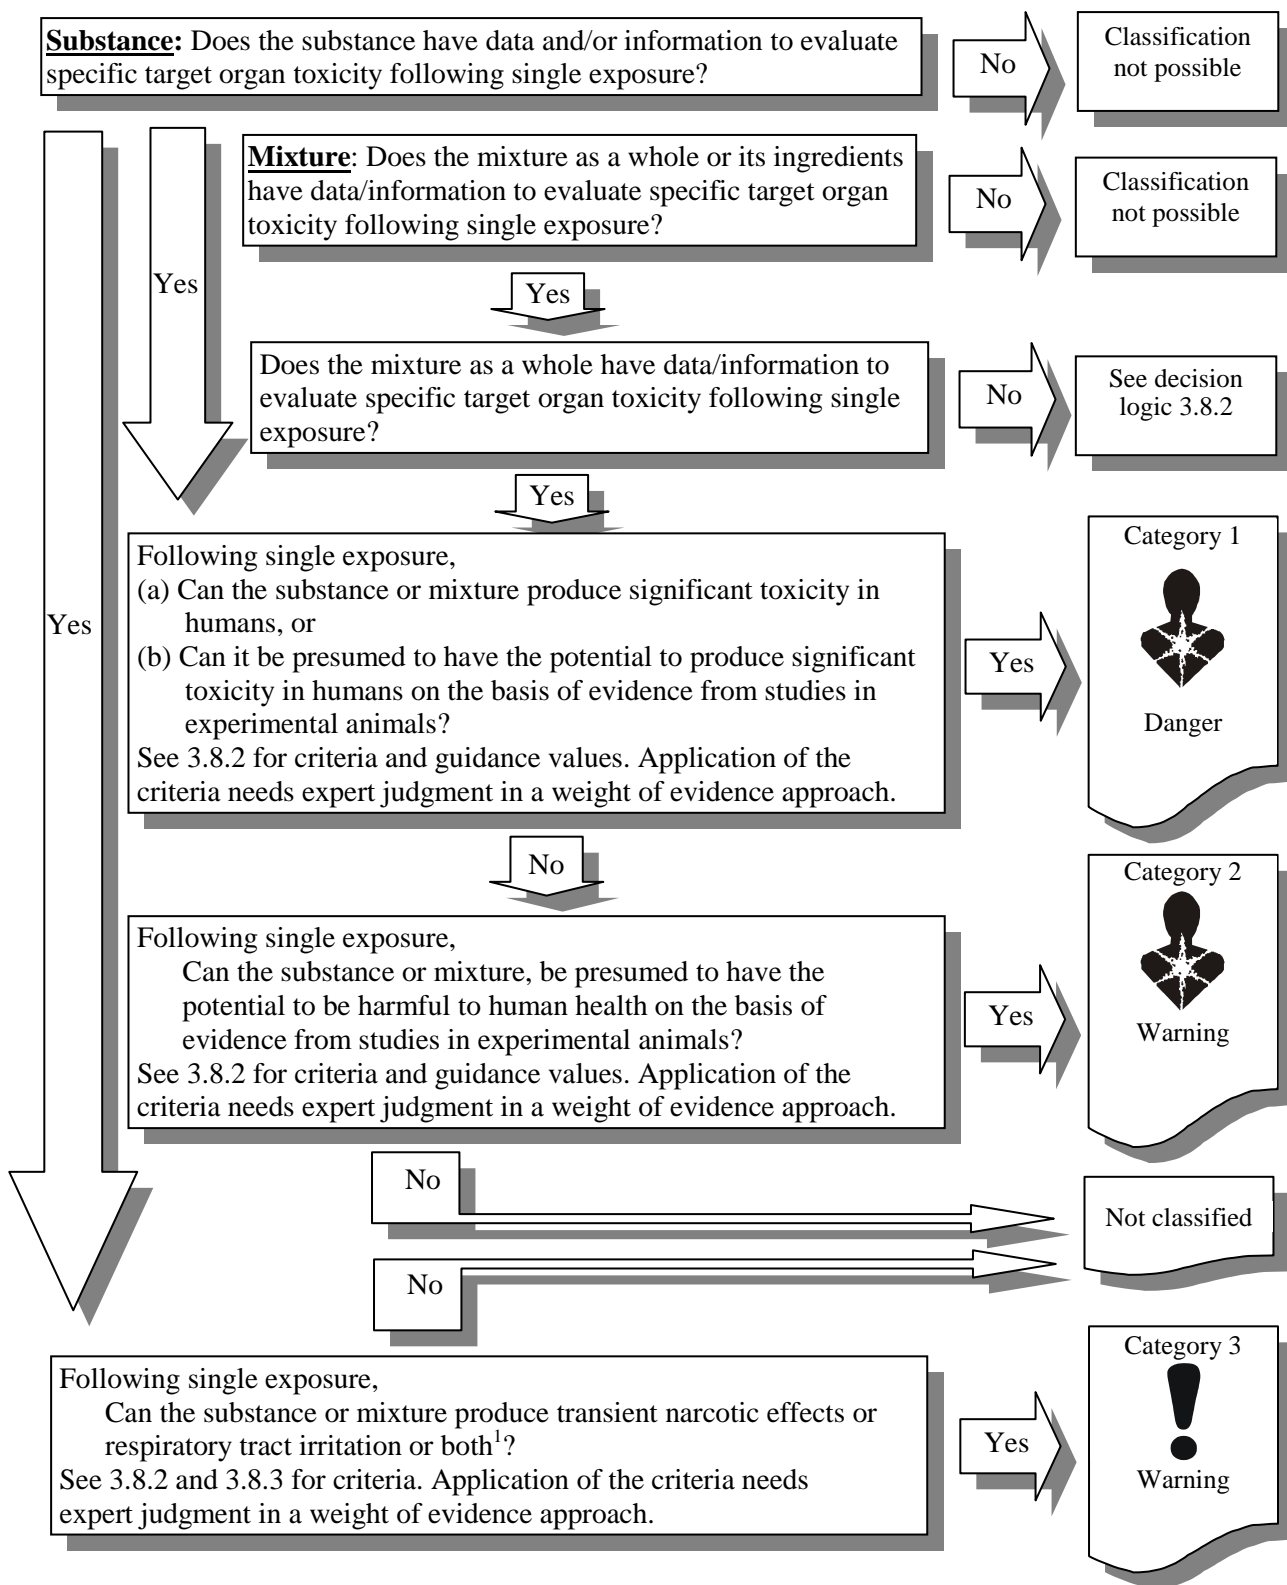 Substance: Does the substance have data and/or information to evaluate
specific target organ toxicity following single exposure?
No
Classification
not possible
Mixture: Does the mixture as a whole or its ingredients
have data/information to evaluate specific target organ
toxicity following single exposure?
No
Classification
not possible
Yes
Yes
Does the mixture as a whole have data/information to
evaluate specific target organ toxicity following single
exposure?
No
See decision
logic 3.8.2
Yes
Yes
Following single exposure,
(a) Can the substance or mixture produce significant toxicity in
humans, or
(b) Can it be presumed to have the potential to produce significant
toxicity in humans on the basis of evidence from studies in
experimental animals?
See 3.8.2 for criteria and guidance values. Application of the
criteria needs expert judgment in a weight of evidence approach.
Yes
Category 1
Danger
No
Following single exposure,
Can the substance or mixture, be presumed to have the
potential to be harmful to human health on the basis of
evidence from studies in experimental animals?
See 3.8.2 for criteria and guidance values. Application of the
criteria needs expert judgment in a weight of evidence approach.
Yes
Category 2
Warning
No
Not classified
No
Following single exposure,
Can the substance or mixture produce transient narcotic effects or
respiratory tract irritation or both¹?
See 3.8.2 and 3.8.3 for criteria. Application of the criteria needs
expert judgment in a weight of evidence approach.
Yes
Category 3
Warning